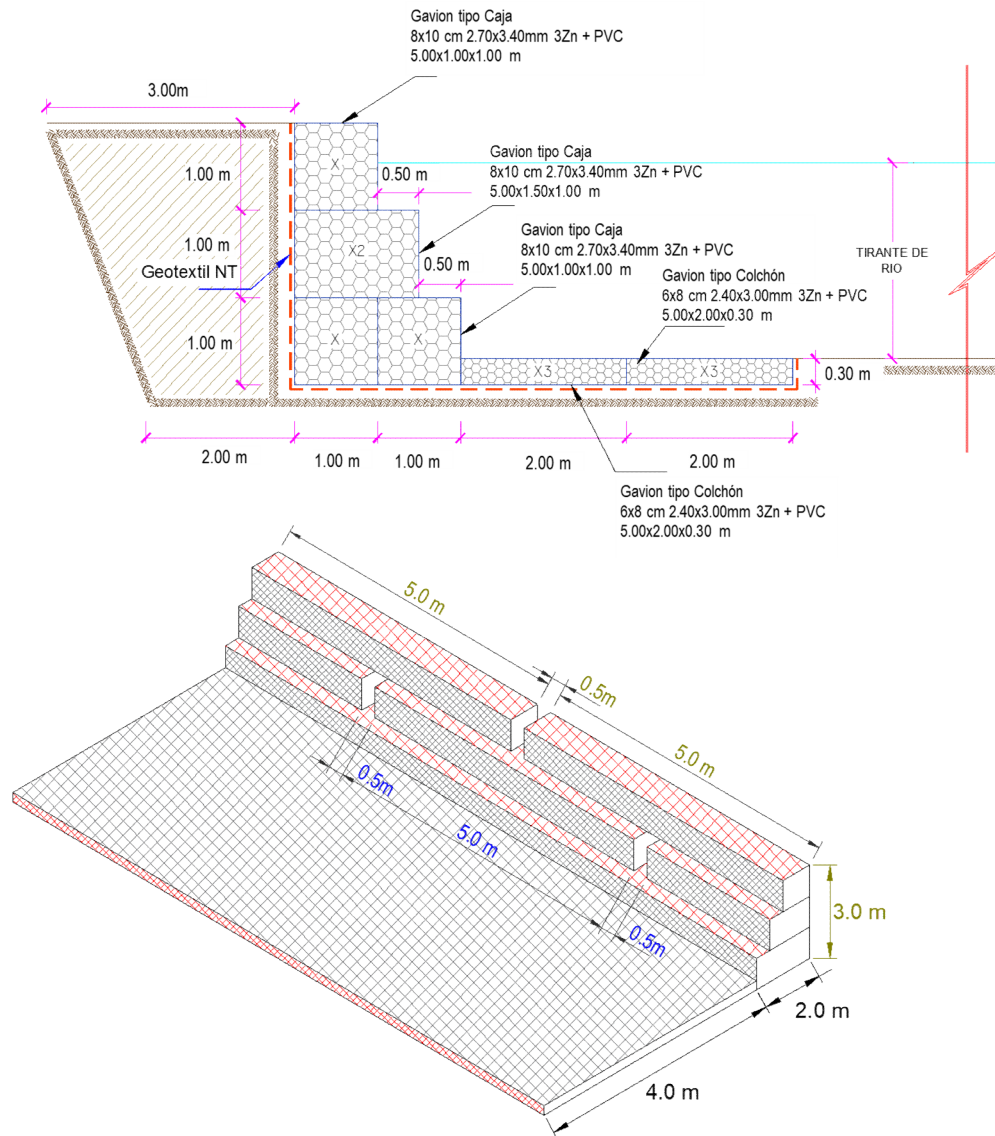 Gavion tipo Caja
8x10 cm 2.70x3.40mm 3Zn + PVC
5.00x1.00x1.00 m
3.00m
Gavion tipo Caja
8x10 cm 2.70x3.40mm 3Zn + PVC
5.00x1.50x1.00 m
X
1.00 m
0.50 m
Gavion tipo Caja
8x10 cm 2.70x3.40mm 3Zn + PVC
5.00x1.00x1.00 m
X2
1.00 m
Geotextil NT
0.50 m
Gavion tipo Colchón
6x8 cm 2.40x3.00mm 3Zn + PVC
5.00x2.00x0.30 m
TIRANTE DE
RIO
1.00 m
X
X
X3
X3
0.30 m
2.00 m
1.00 m
1.00 m
2.00 m
2.00 m
Gavion tipo Colchón
6x8 cm 2.40x3.00mm 3Zn + PVC
5.00x2.00x0.30 m
5.0 m
0.5m
5.0 m
0.5m
5.0 m
0.5m
3.0 m
2.0 m
4.0 m